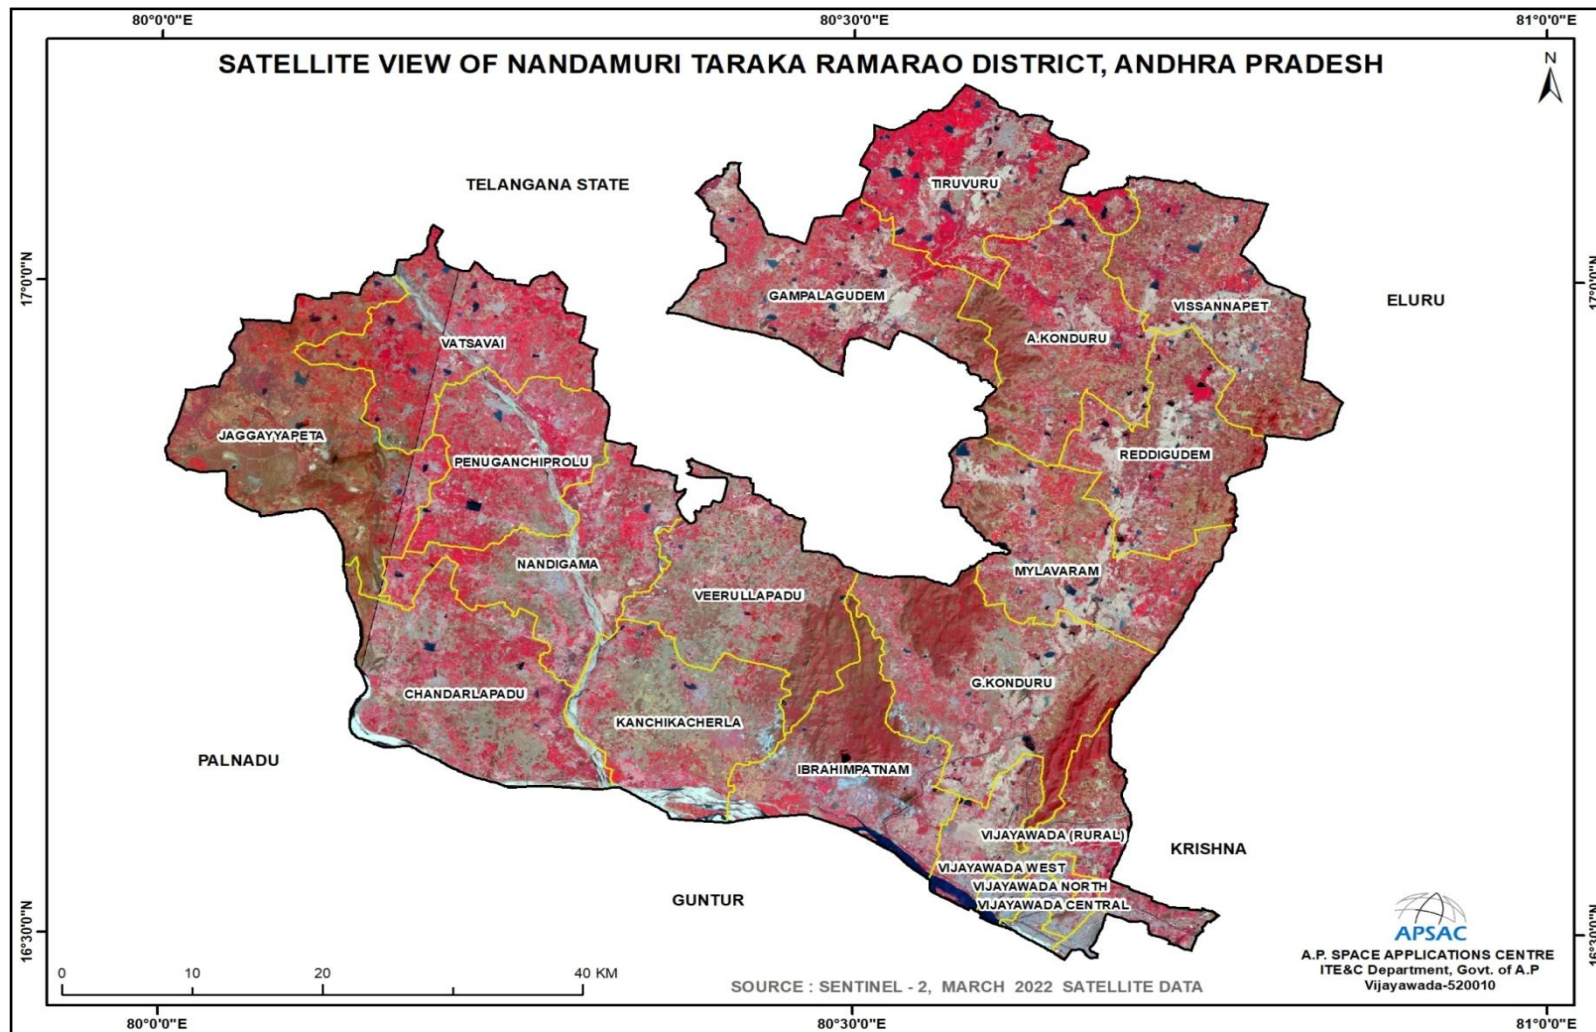 80°0'0"E 80°30'0"E 81°0'0"E
SATELLITE VIEW OF NANDAMURI TARAKA RAMARAO DISTRICT, ANDHRA PRADESH
N
TELANGANA STATE
TIRUVURU
17°0'0"N
17°0'0"N
GAMPALAGUDEM
VISSANNAPET
ELURU
A.KONDURU
VATSAVAI
JAGGAYYAPETA
PENUGANCHIPROLU
REDDIGUDEM
NANDIGAMA
MYLAVARAM
VEERULLAPADU
G.KONDURU
CHANDARLAPADU
KANCHIKACHERLA
PALNADU
IBRAHIMPATNAM
VIJAYAWADA (RURAL)
KRISHNA
VIJAYAWADA WEST
VIJAYAWADA NORTH
VIJAYAWADA CENTRAL
GUNTUR
16°30'0"N
16°30'0"N
APSAC
A.P. SPACE APPLICATIONS CENTRE
ITE&C Department, Govt. of A.P
Vijayawada-520010
0 10 20 40 KM
SOURCE : SENTINEL - 2, MARCH 2022 SATELLITE DATA
80°0'0"E 80°30'0"E 81°0'0"E